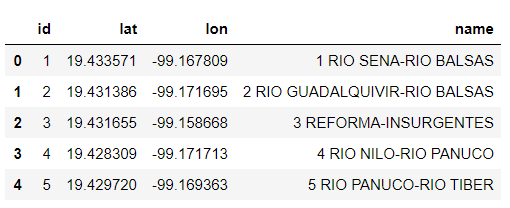 id lat lon name
0 1 19.433571 -99.167809 1 RIO SENA-RIO BALSAS
1 2 19.431386 -99.171695 2 RIO GUADALQUIVIR-RIO BALSAS
2 3 19.431655 -99.158668 3 REFORMA-INSURGENTES
3 4 19.428309 -99.171713 4 RIO NILO-RIO PANUCO
4 5 19.429720 -99.169363 5 RIO PANUCO-RIO TIBER